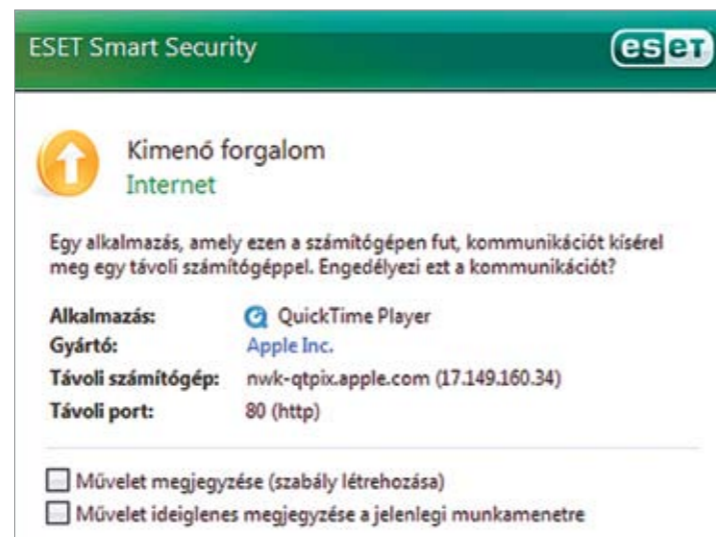 ESET Smart Security
eset
Kimenő forgalom
Internet
Egy alkalmazás, amely ezen a számítógépen fut, kommunikációt kísérel
meg egy távoli számítógéppel. Engedélyezi ezt a kommunikációt?
Alkalmazás: QuickTime Player
Gyártó: Apple Inc.
Távoli számítógép: nwk-qtpix.apple.com (17.149.160.34)
Távoli port: 80 (http)
Művelet megjegyzése (szabály létrehozása)
Művelet ideiglenes megjegyzése a jelenlegi munkamenetre